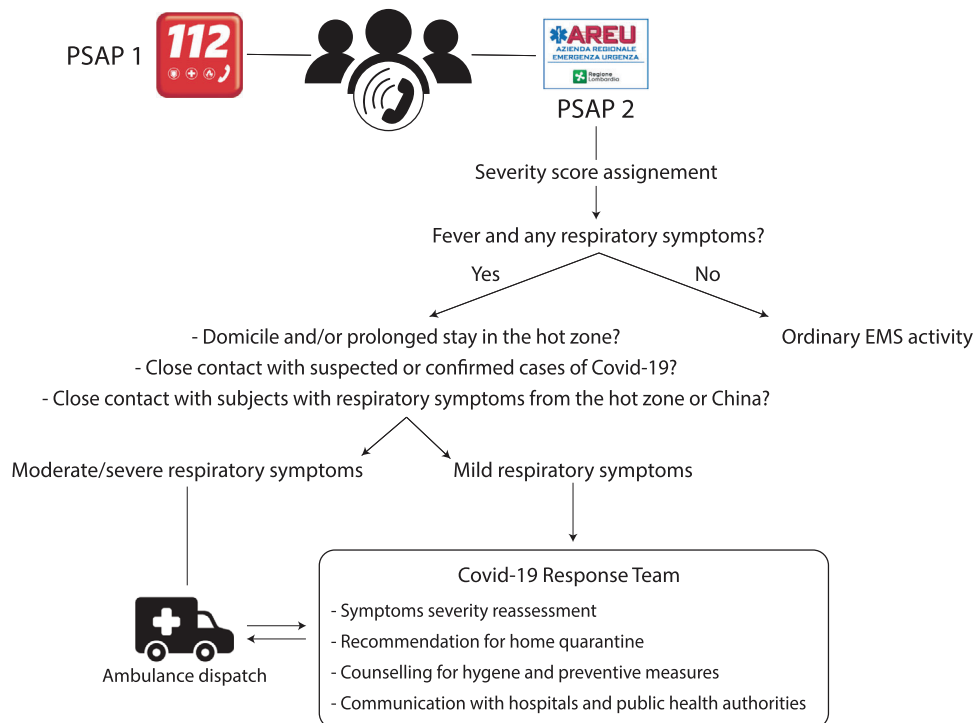 PSAP 1
112
AREU
AZIENDA REGIONALE
EMERGENZA URGENZA
Regione
Lombardia
PSAP 2
Severity score assignement
Fever and any respiratory symptoms?
Yes
No
- Domicile and/or prolonged stay in the hot zone?
Ordinary EMS activity
- Close contact with suspected or confirmed cases of Covid-19?
- Close contact with subjects with respiratory symptoms from the hot zone or China?
Moderate/severe respiratory symptoms
Mild respiratory symptoms
Covid-19 Response Team
- Symptoms severity reassessment
- Recommendation for home quarantine
- Counselling for hygene and preventive measures
- Communication with hospitals and public health authorities
Ambulance dispatch